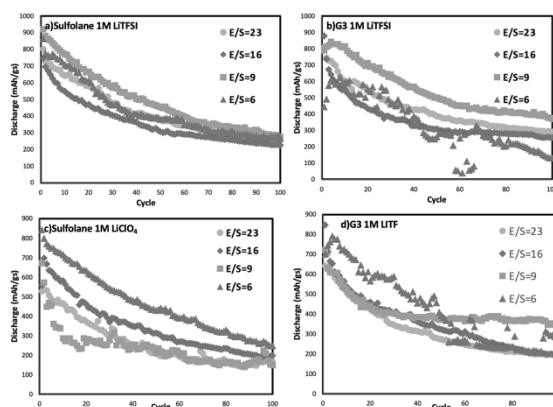 a)Sulfolane 1M LiTFSI
E/S=23
E/S=16
E/S=9
E/S=6
Discharge (mAh/gs)
1000
900
800
700
600
500
400
300
200
100
0
0 20 40 60 80 100
Cycle
b)G3 1M LiTFSI
E/S=23
E/S=16
E/S=9
E/S=6
Discharge (mAh/gs)
1000
900
800
700
600
500
400
300
200
100
0
0 20 40 60 80
Cycle
c)Sulfolane 1M LiClO₄
E/S=23
E/S=16
E/S=9
E/S=6
Discharge (mAh/gs)
900
800
700
600
500
400
300
200
100
0
0 20 40 60 80 100
Cycle
d)G3 1M LITF
E/S=23
E/S=16
E/S=9
E/S=6
Discharge (mAh/gs)
1000
900
800
700
600
500
400
300
200
100
0
0 20 40 60 80
Cycle